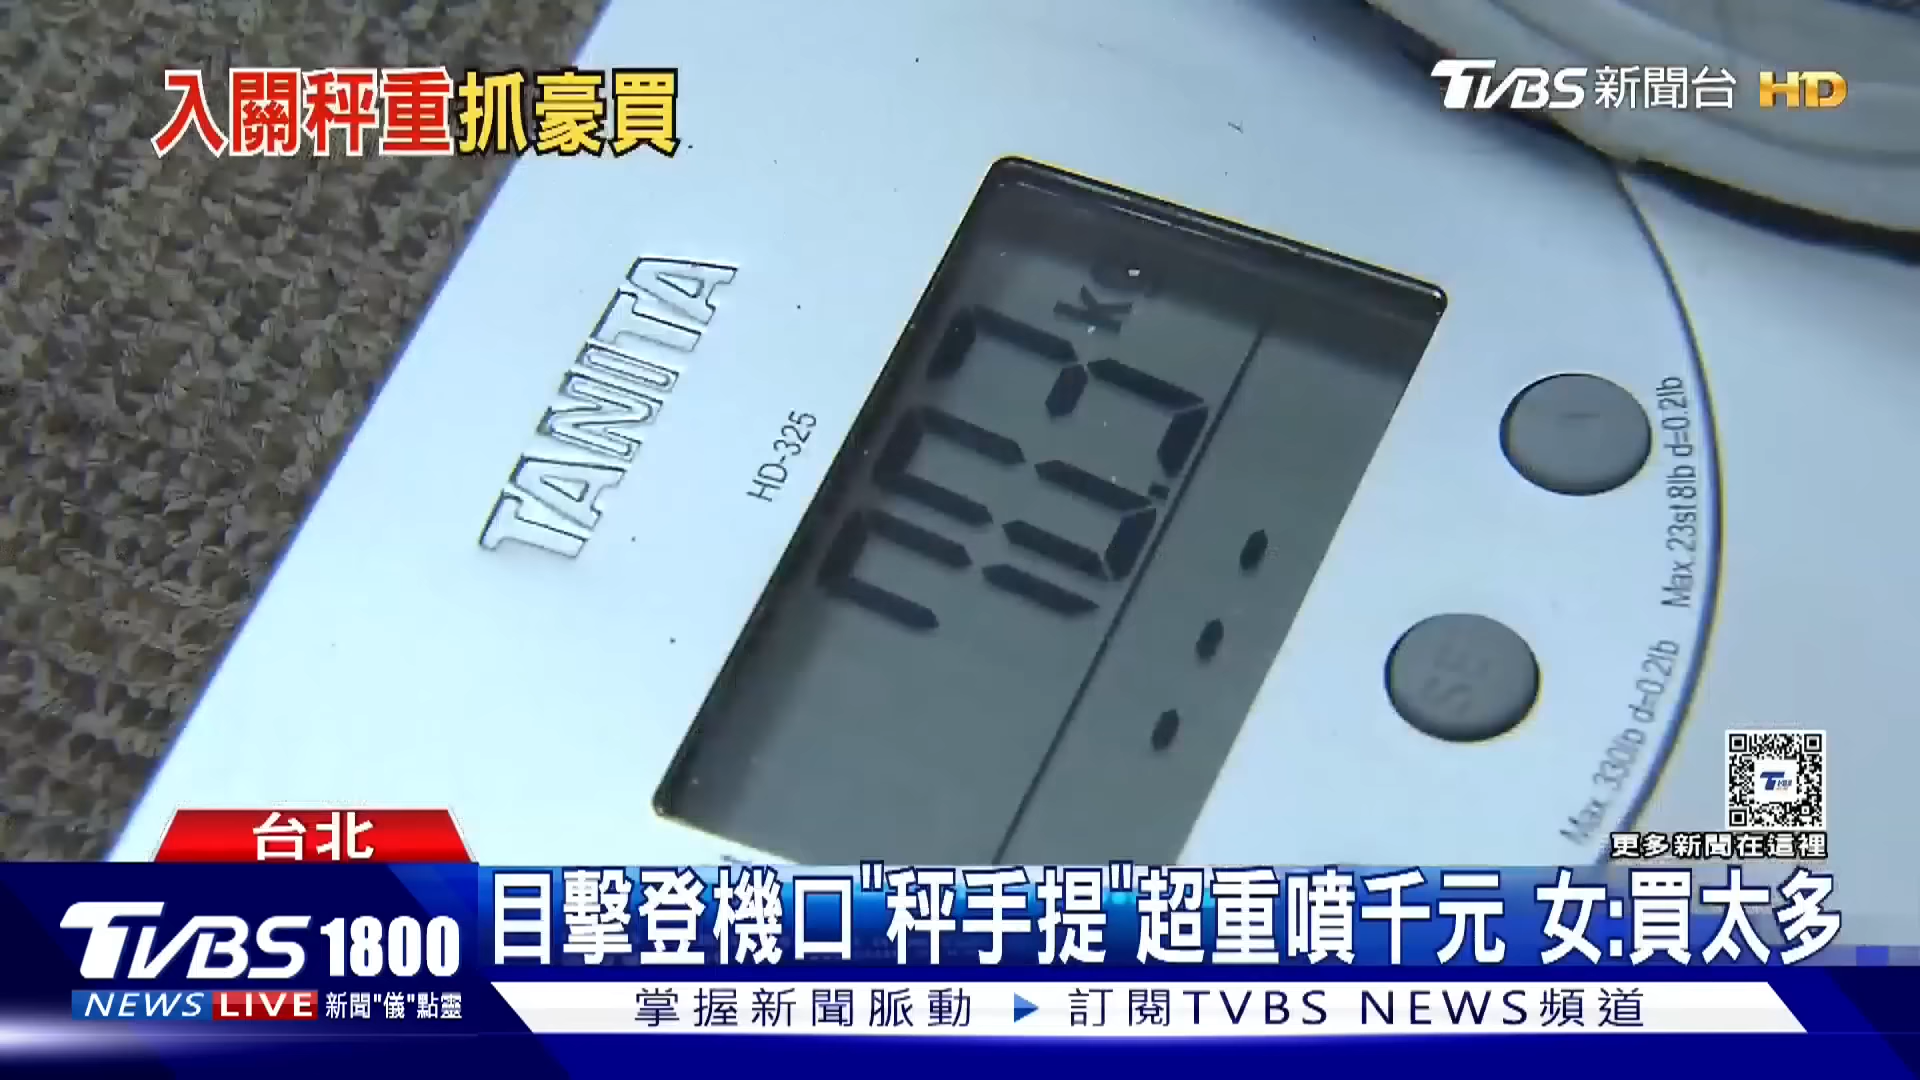 入關秤重抓豪買
TVBS新聞台 HD
TANITA
HD-325
kg
Max 23st 8lb d=0.2lb
SET
Max 330lb d=0.2lb
更多新聞在這裡
台北
目擊登機口"秤手提"超重噴千元 女:買太多
TVBS 1800
NEWS LIVE 新聞"儀"點靈
掌握新聞脈動 ▶ 訂閱TVBS NEWS頻道